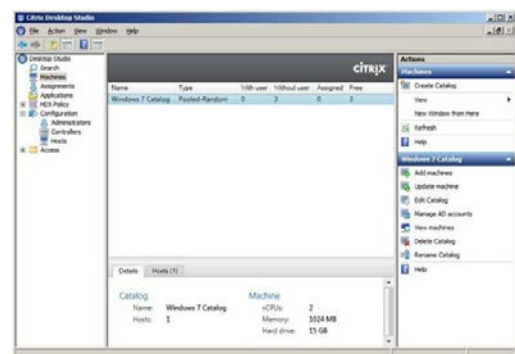 Citrix Desktop Studio
File Action View Window Help
Desktop Studio
Search
Machines
Assignments
Applications
HDX Policy
Configuration
Administrators
Controllers
Hosts
Access
CITRIX
Name Type With user Without user Assigned Free
Windows 7 Catalog Pooled-Random 0 3 0 3
Details Hosts (1)
Catalog
Name: Windows 7 Catalog
Hosts: 1
Machine
vCPUs: 2
Memory: 1024 MB
Hard drive: 15 GB
Actions
Machines
Create Catalog
View
New Window from Here
Refresh
Help
Windows 7 Catalog
Add machines
Update machine
Edit Catalog
Manage AD accounts
View machines
Delete Catalog
Rename Catalog
Help